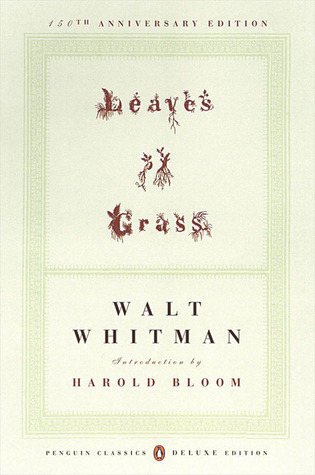 150TH ANNIVERSARY EDITION
Leaves
of
Grass
WALT
WHITMAN
Introduction by
HAROLD BLOOM
PENGUIN CLASSICS DELUXE EDITION